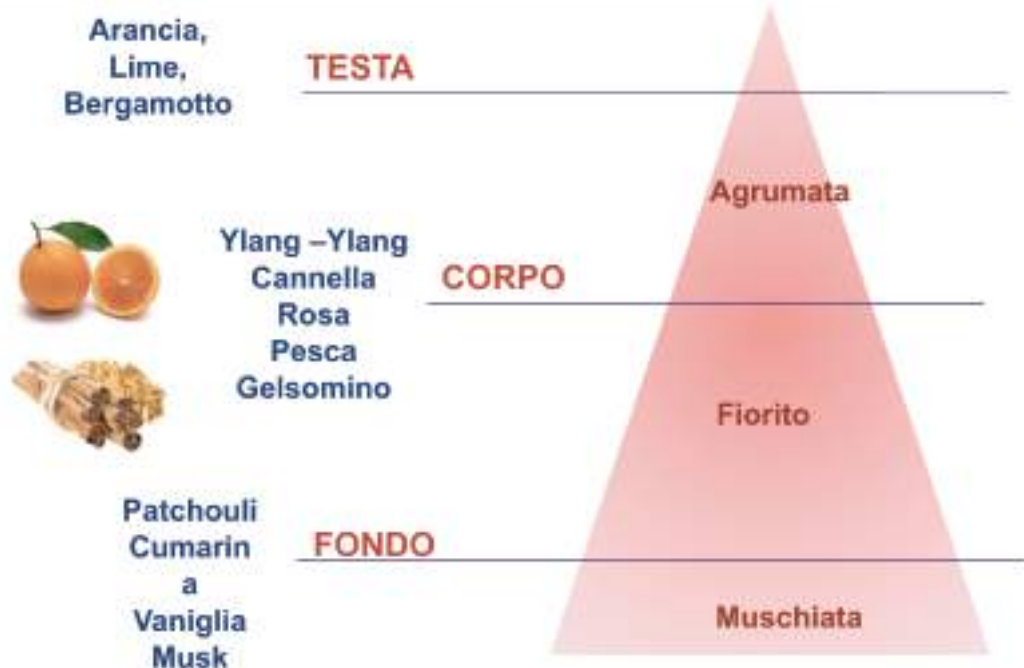 Arancia,
Lime,
Bergamotto
TESTA
Agrumata
Ylang –Ylang
Cannella
Rosa
Pesca
Gelsomino
CORPO
Fiorito
Patchouli
Cumarin
a
Vaniglia
Musk
FONDO
Muschiata